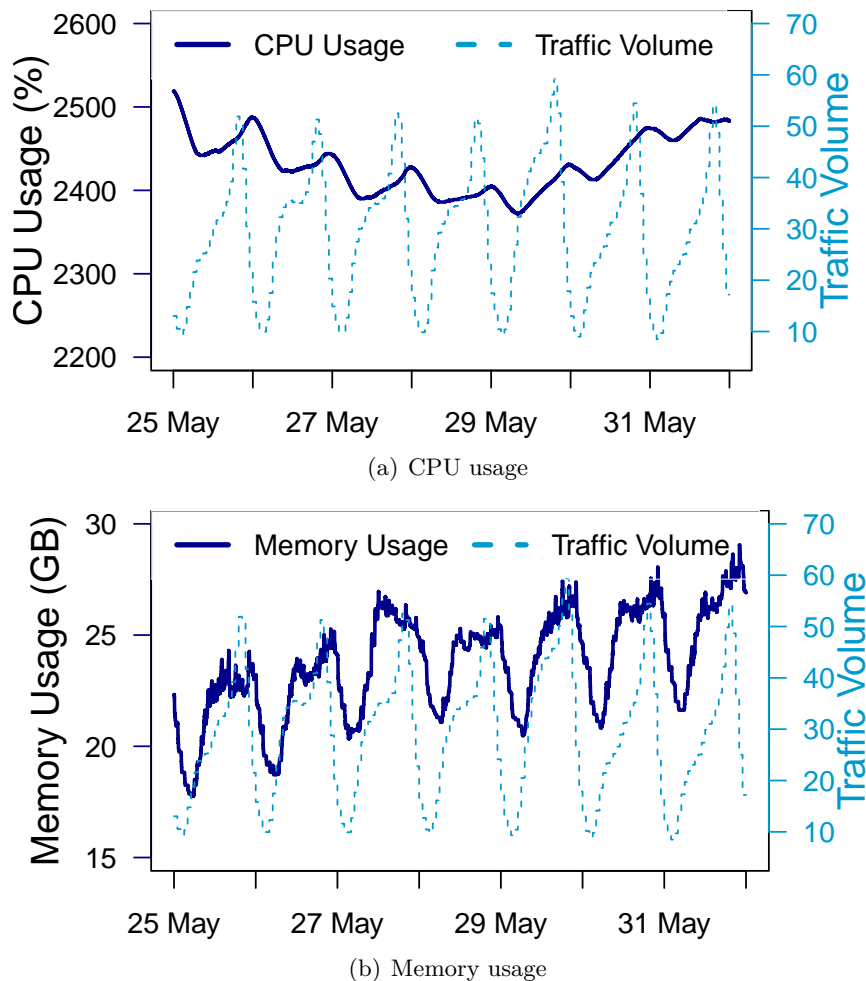 CPU Usage (%)
2600
2500
2400
2300
2200
CPU Usage
Traffic Volume
70
60
50
40
30
20
10
Traffic Volume
25 May
27 May
29 May
31 May
(a) CPU usage
Memory Usage (GB)
30
25
20
15
Memory Usage
Traffic Volume
70
60
50
40
30
20
10
Traffic Volume
25 May
27 May
29 May
31 May
(b) Memory usage